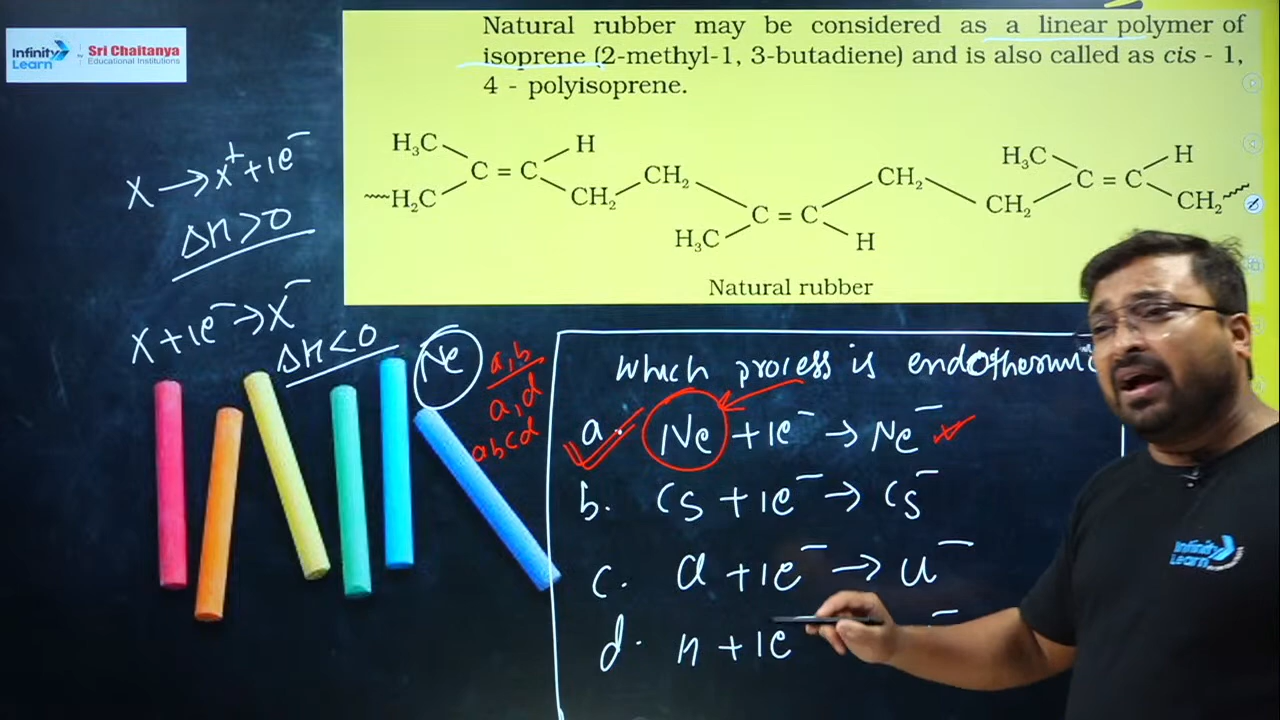 Infinity Learn by Sri Chaitanya Educational Institutions
Natural rubber may be considered as a linear polymer of
isoprene (2-methyl-1, 3-butadiene) and is also called as cis - 1,
4 - polyisoprene.
H₃C H H₃C H
C = C CH₂ CH₂ C = C
H₂C CH₂ C = C CH₂ CH₂
H₃C H
Natural rubber
X → X⁺ + 1e⁻
ΔH > 0
X + 1e⁻ → X⁻
ΔH < 0
Ne
a, b
a, d
abcd
Which process is endothermic
a. Ne + 1e⁻ → Ne⁻
b. Cs + 1e⁻ → Cs⁻
c. Cl + 1e⁻ → Cl⁻
d. H + 1e
Infinity Learn